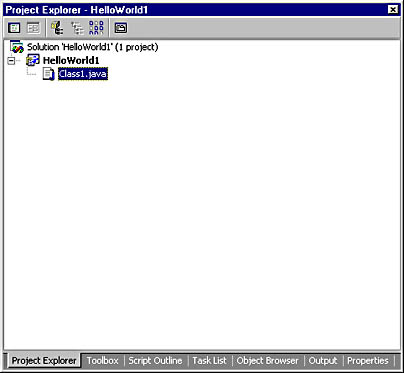 Project Explorer - HelloWorld1
Solution 'HelloWorld1' (1 project)
HelloWorld1
Class1.java
Project Explorer Toolbox Script Outline Task List Object Browser Output Properties